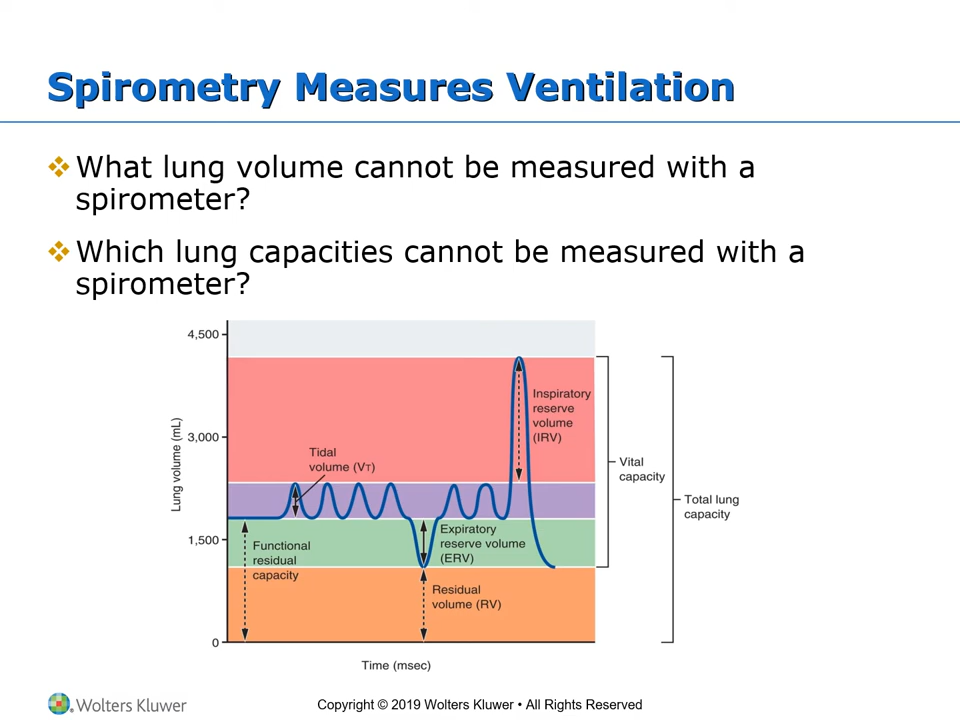 Spirometry Measures Ventilation
What lung volume cannot be measured with a
spirometer?
Which lung capacities cannot be measured with a
spirometer?
4,500
3,000
1,500
0
Lung volume (mL)
Tidal
volume (VT)
Inspiratory
reserve
volume
(IRV)
Vital
capacity
Total lung
capacity
Functional
residual
capacity
Expiratory
reserve volume
(ERV)
Residual
volume (RV)
Time (msec)
Wolters Kluwer
Copyright © 2019 Wolters Kluwer • All Rights Reserved